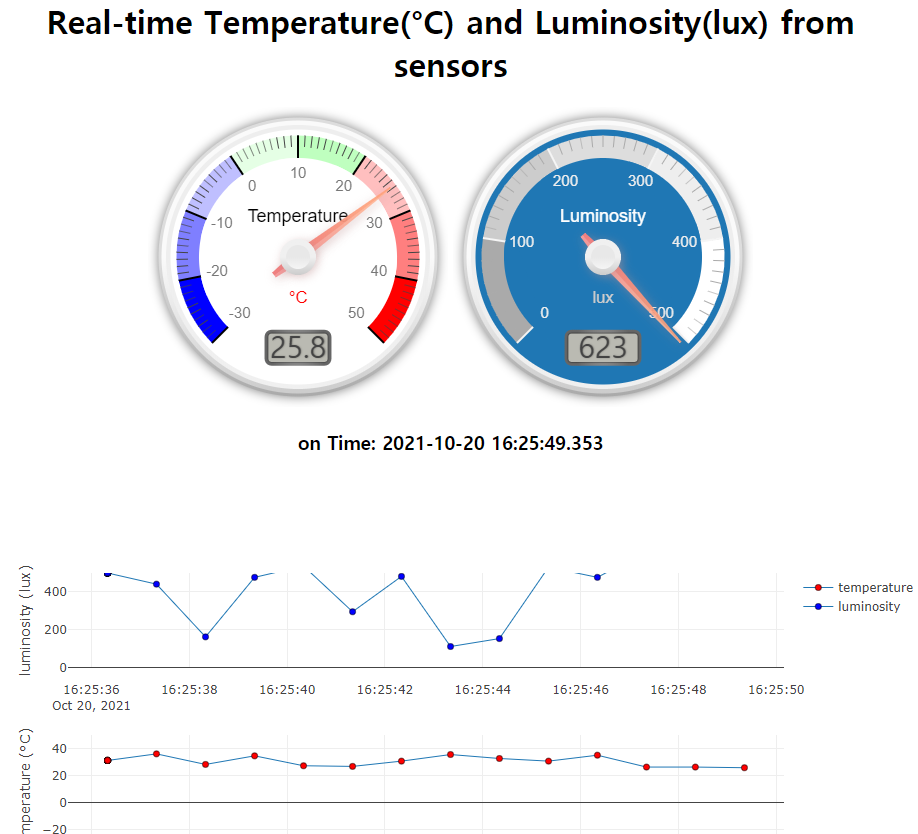 Real-time Temperature(°C) and Luminosity(lux) from
sensors
Temperature
-30
-20
-10
0
10
20
30
40
50
°C
25.8
Luminosity
0
100
200
300
400
500
lux
623
on Time: 2021-10-20 16:25:49.353
luminosity (lux)
400
200
0
16:25:36 16:25:38 16:25:40 16:25:42 16:25:44 16:25:46 16:25:48 16:25:50
Oct 20, 2021
temperature
luminosity
mperature (°C)
40
20
0
−20